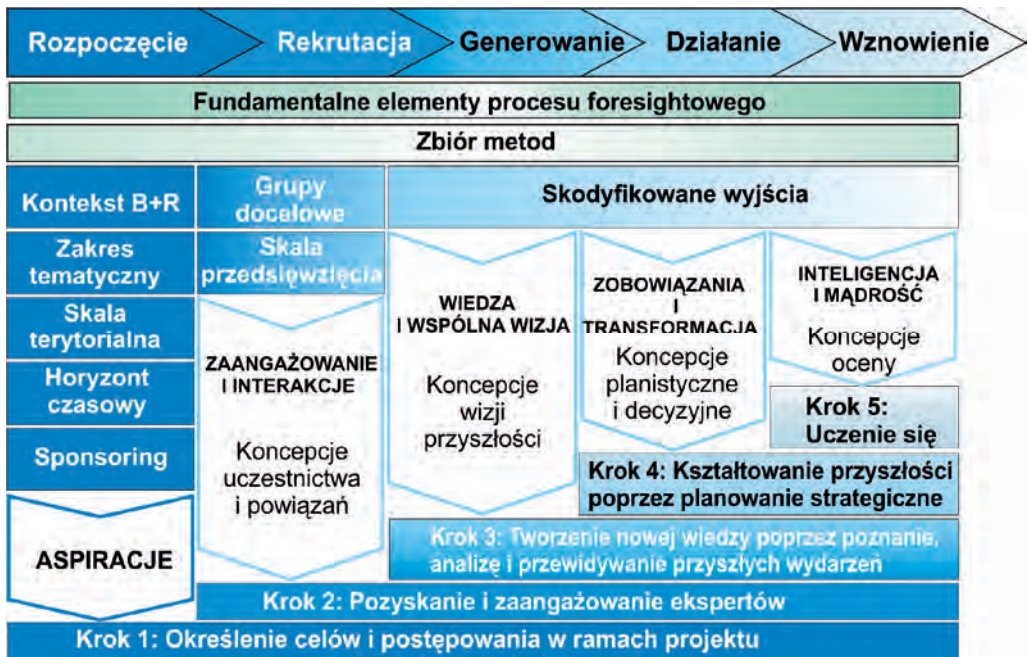 Rozpoczęcie
Rekrutacja
Generowanie
Działanie
Wznowienie
Fundamentalne elementy procesu foresightowego
Zbiór metod
Kontekst B+R
Zakres
tematyczny
Skala
terytorialna
Horyzont
czasowy
Sponsoring
ASPIRACJE
Grupy
docelowe
Skala
przedsięwzięcia
ZAANGAŻOWANIE
I INTERAKCJE
Koncepcje
uczestnictwa
i powiązań
Skodyfikowane wyjścia
WIEDZA
I WSPÓLNA WIZJA
Koncepcje
wizji
przyszłości
ZOBOWIĄZANIA
I
TRANSFORMACJA
Koncepcje
planistyczne
i decyzyjne
INTELIGENCJA
I MĄDROŚĆ
Koncepcje
oceny
Krok 5:
Uczenie się
Krok 4: Kształtowanie przyszłości
poprzez planowanie strategiczne
Krok 3: Tworzenie nowej wiedzy poprzez poznanie,
analizę i przewidywanie przyszłych wydarzeń
Krok 2: Pozyskanie i zaangażowanie ekspertów
Krok 1: Określenie celów i postępowania w ramach projektu